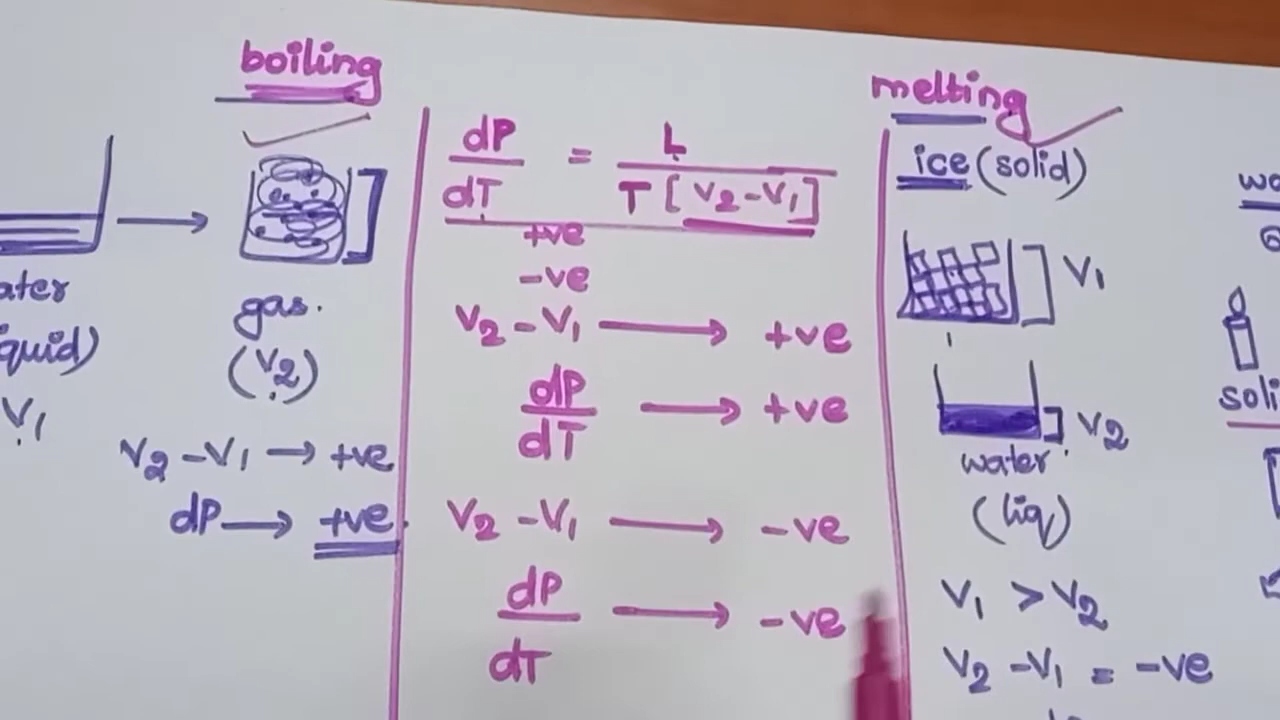 boiling
ater
iquid)
V1
gas.
(V2)
V2 - V1 → +ve
dP → +ve.
dP
dT
=
L
T [V2 - V1]
+ve
-ve
V2 - V1 → +ve
dP
dT
→ +ve
V2 - V1 → -ve
dP
dT
→ -ve
melting
ice (solid)
V1
V2
water
(liq)
V1 > V2
V2 - V1 = -ve
wa
soli